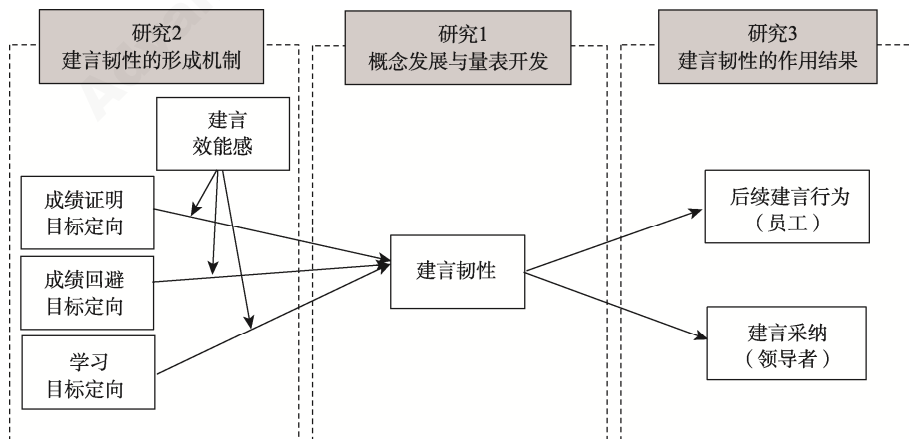 研究2
建言韧性的形成机制
研究1
概念发展与量表开发
研究3
建言韧性的作用结果
建言
效能感
成绩证明
目标定向
成绩回避
目标定向
学习
目标定向
建言韧性
后续建言行为
（员工）
建言采纳
（领导者）